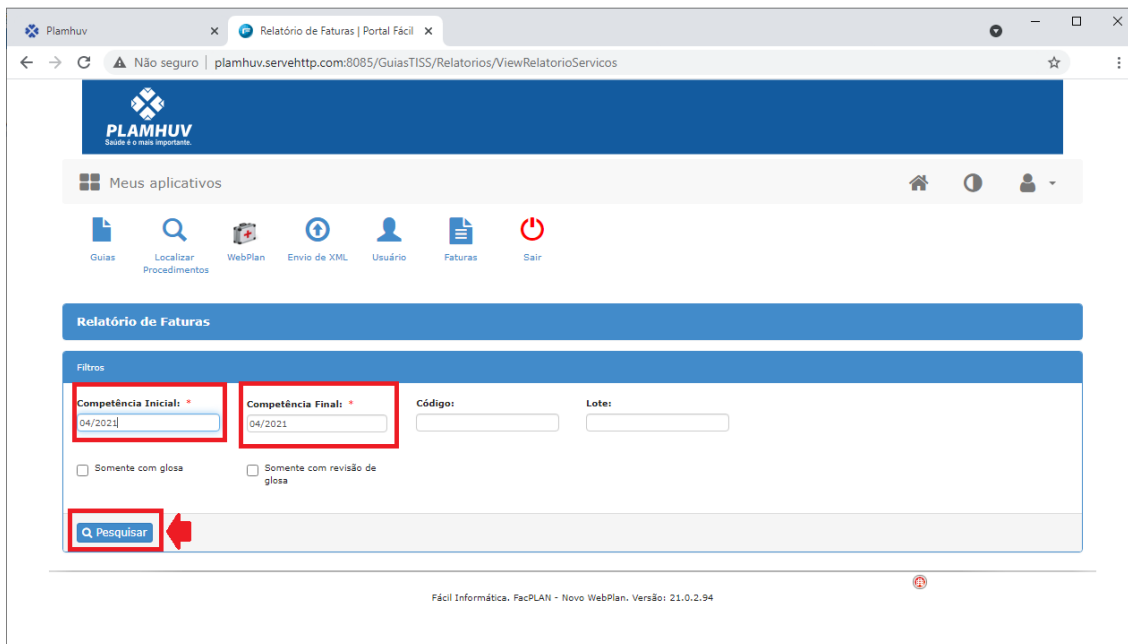 Plamhuv
Relatório de Faturas | Portal Fácil
Não seguro | plamhuv.servehttp.com:8085/GuiasTISS/Relatorios/ViewRelatorioServicos
PLAMHUV
Saúde é o mais importante.
Meus aplicativos
Guias
Localizar
Procedimentos
WebPlan
Envio de XML
Usuário
Faturas
Sair
Relatório de Faturas
Filtros
Competência Inicial: * Competência Final: * Código: Lote:
04/2021 04/2021
Somente com glosa
Somente com revisão de
glosa
Pesquisar
Fácil Informática. FacPLAN - Novo WebPlan. Versão: 21.0.2.94